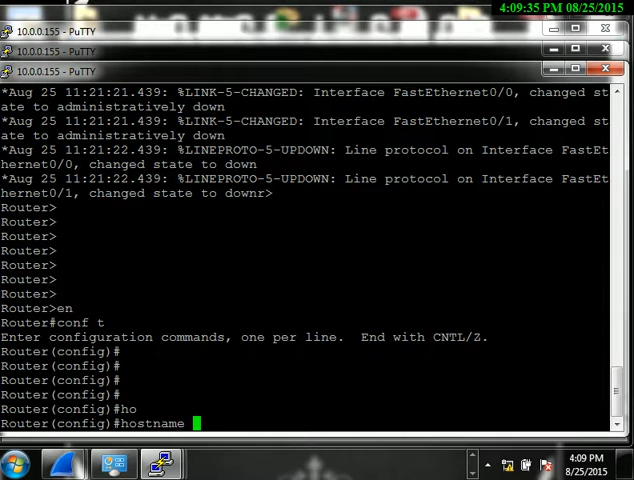 4:09:35 PM 08/25/2015
10.0.0.155 - PuTTY
10.0.0.155 - PuTTY
10.0.0.155 - PuTTY
*Aug 25 11:21:21.439: %LINK-5-CHANGED: Interface FastEthernet0/0, changed st
ate to administratively down
*Aug 25 11:21:21.439: %LINK-5-CHANGED: Interface FastEthernet0/1, changed st
ate to administratively down
*Aug 25 11:21:22.439: %LINEPROTO-5-UPDOWN: Line protocol on Interface FastEt
hernet0/0, changed state to down
*Aug 25 11:21:22.439: %LINEPROTO-5-UPDOWN: Line protocol on Interface FastEt
hernet0/1, changed state to downr>
Router>
Router>
Router>
Router>
Router>
Router>
Router>
Router>en
Router#conf t
Enter configuration commands, one per line.  End with CNTL/Z.
Router(config)#
Router(config)#
Router(config)#
Router(config)#
Router(config)#ho
Router(config)#hostname
4:09 PM
8/25/2015